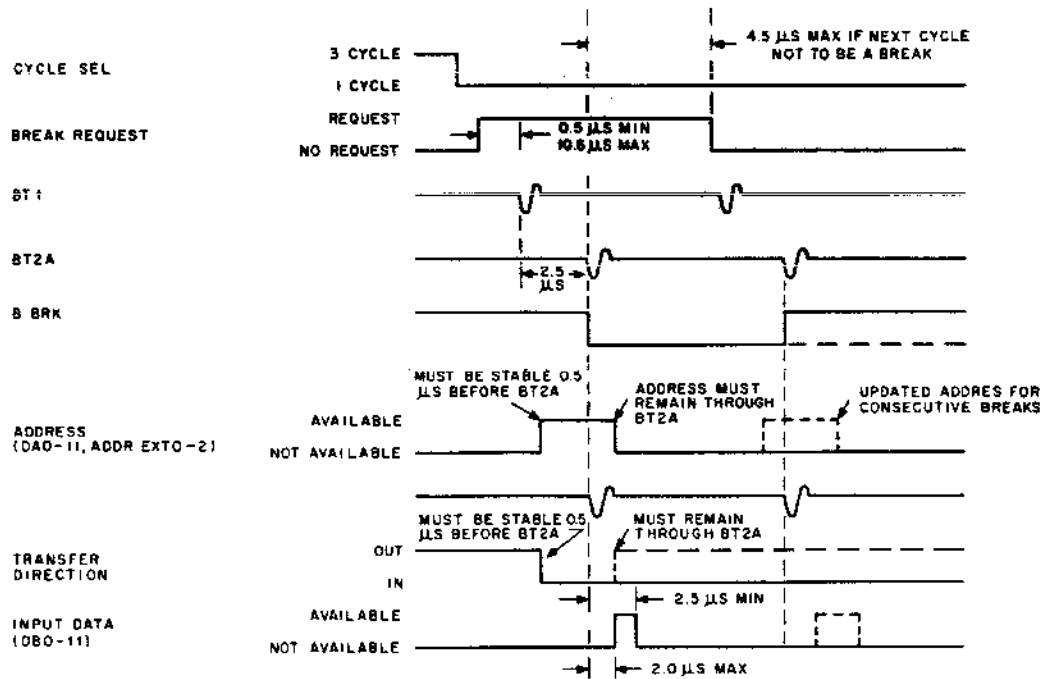 4.5 µS MAX IF NEXT CYCLE
NOT TO BE A BREAK
CYCLE SEL
3 CYCLE
1 CYCLE
BREAK REQUEST
REQUEST
NO REQUEST
0.5 µS MIN
10.6 µS MAX
BT1
BT2A
2.5
µS
B BRK
MUST BE STABLE 0.5
µS BEFORE BT2A
ADDRESS MUST
REMAIN THROUGH
BT2A
UPDATED ADDRES FOR
CONSECUTIVE BREAKS
ADDRESS
(DA0-11, ADDR EXT0-2)
AVAILABLE
NOT AVAILABLE
MUST BE STABLE 0.5
µS BEFORE BT2A
MUST REMAIN
THROUGH BT2A
TRANSFER
DIRECTION
OUT
IN
2.5 µS MIN
INPUT DATA
(DB0-11)
AVAILABLE
NOT AVAILABLE
2.0 µS MAX